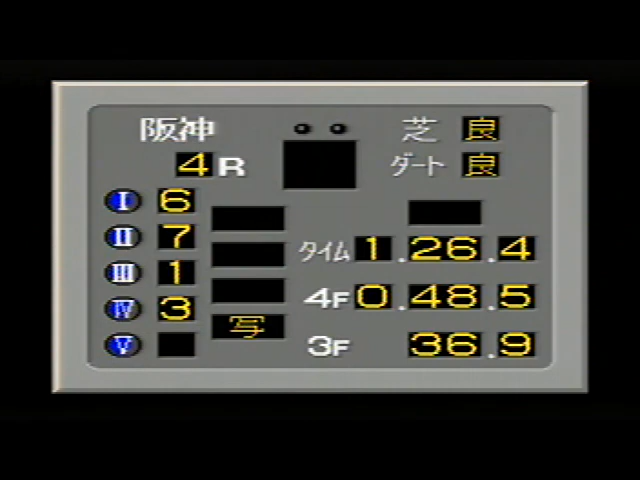 阪神 芝 良
4R ダート 良
I 6
II 7
タイム 1.26.4
III 1
4F 0.48.5
IV 3
写
V 3F 36.9